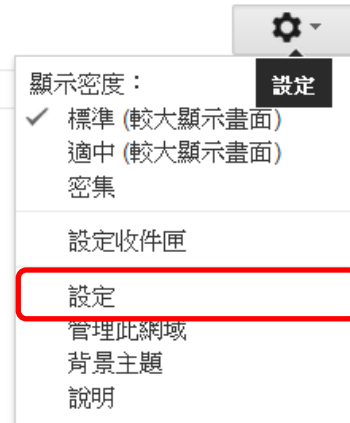 顯示密度：
設定
標準 (較大顯示畫面)
適中 (較大顯示畫面)
密集
設定收件匣
設定
管理此網域
背景主題
說明